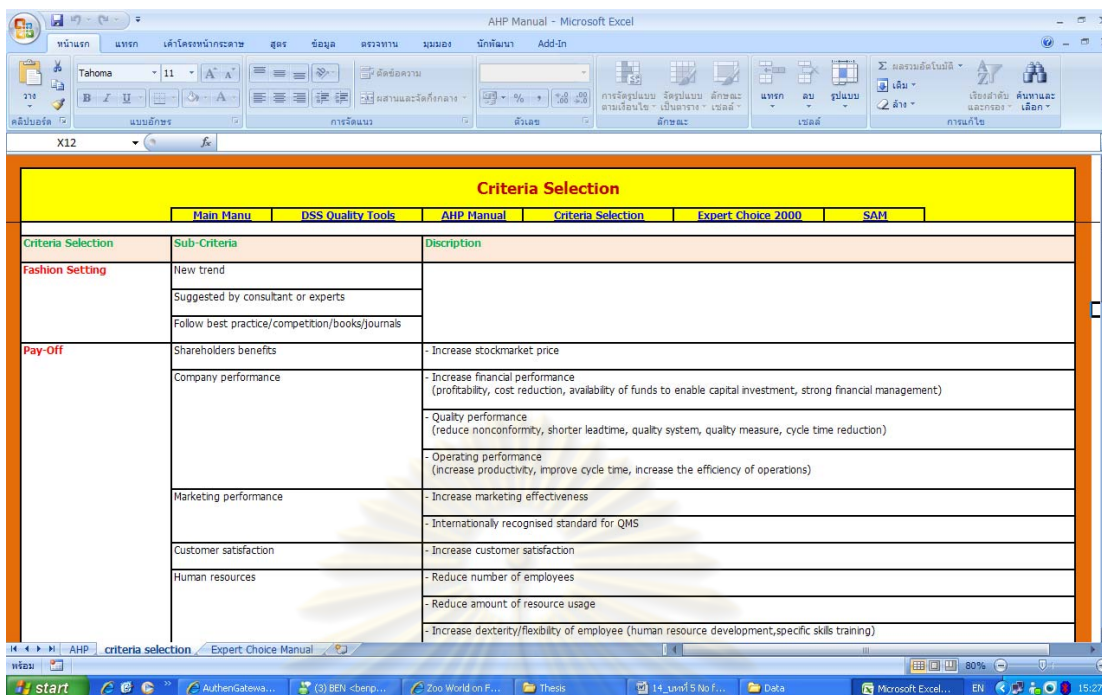 AHP Manual - Microsoft Excel
หน้าแรก แทรก เค้าโครงหน้ากระดาษ สูตร ข้อมูล ตรวจทาน มุมมอง นักพัฒนา Add-In
Tahoma 11 ตัดข้อความ Σ ผลรวมอัตโนมัติ
วาง B I U A ผสานและจัดกึ่งกลาง % การจัดรูปแบบตามเงื่อนไข จัดรูปแบบเป็นตาราง ลักษณะเซลล์ แทรก ลบ รูปแบบ เติม ล้าง เรียงลำดับและกรอง ค้นหาและเลือก
คลิปบอร์ด แบบอักษร การจัดแนว ตัวเลข ลักษณะ เซลล์ การแก้ไข
X12 fx
Criteria Selection
Main Manu DSS Quality Tools AHP Manual Criteria Selection Expert Choice 2000 SAM
Criteria Selection Sub-Criteria Discription
Fashion Setting New trend
Suggested by consultant or experts
Follow best practice/competition/books/journals
Pay-Off Shareholders benefits - Increase stockmarket price
Company performance - Increase financial performance
(profitability, cost reduction, availability of funds to enable capital investment, strong financial management)
- Quality performance
(reduce nonconformity, shorter leadtime, quality system, quality measure, cycle time reduction)
- Operating performance
(increase productivity, improve cycle time, increase the efficiency of operations)
Marketing performance - Increase marketing effectiveness
- Internationally recognised standard for QMS
Customer satisfaction - Increase customer satisfaction
Human resources - Reduce number of employees
- Reduce amount of resource usage
- Increase dexterity/flexibility of employee (human resource development,specific skills training)
AHP criteria selection Expert Choice Manual
พร้อม 80%
start AuthenGatewa... (3) BEN <benp... Zoo World on F... Thesis 14_บทที่ 5 No f... Data Microsoft Excel... EN 15:27